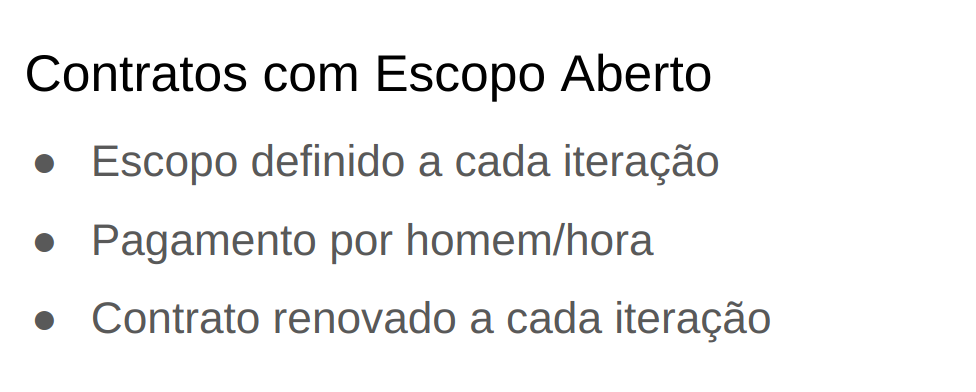 Contratos com Escopo Aberto
● Escopo definido a cada iteração
● Pagamento por homem/hora
● Contrato renovado a cada iteração